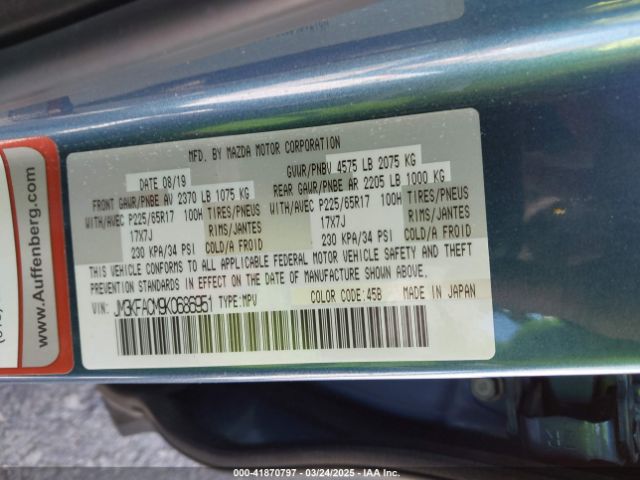 MFD. BY MAZDA MOTOR CORPORATION
DATE 08/19
GVWR/PNBV 4575 LB 2075 KG
FRONT GAWR/PNBE AV 2370 LB 1075 KG
REAR GAWR/PNBE AR 2205 LB 1000 KG
WITH/AVEC P225/65R17 100H TIRES/PNEUS
WITH/AVEC P225/65R17 100H TIRES/PNEUS
17X7J RIMS/JANTES
17X7J RIMS/JANTES
230 KPA/34 PSI COLD/A FROID
230 KPA/34 PSI COLD/A FROID
THIS VEHICLE CONFORMS TO ALL APPLICABLE FEDERAL MOTOR VEHICLE SAFETY AND THEFT
PREVENTION STANDARDS IN EFFECT ON THE DATE OF MANUFACTURE SHOWN ABOVE.
VIN: JM3KFACM9K0686951 TYPE:MPV
COLOR CODE:45B MADE IN JAPAN
www.Auffenberg.com
000-41870797 - 03/24/2025 - IAA Inc.